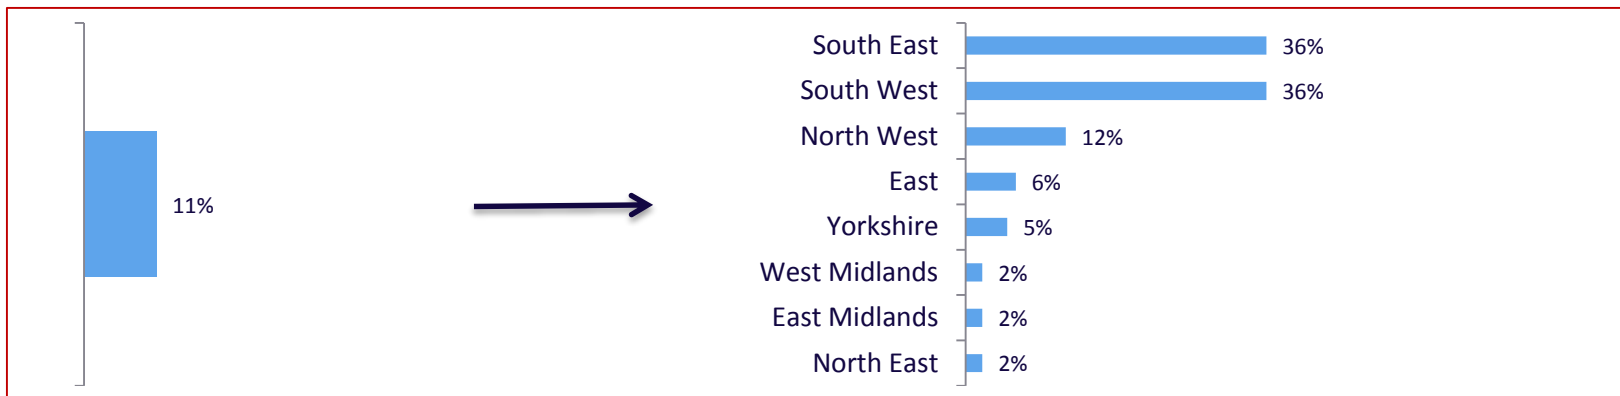 11%
South East 36%
South West 36%
North West 12%
East 6%
Yorkshire 5%
West Midlands 2%
East Midlands 2%
North East 2%